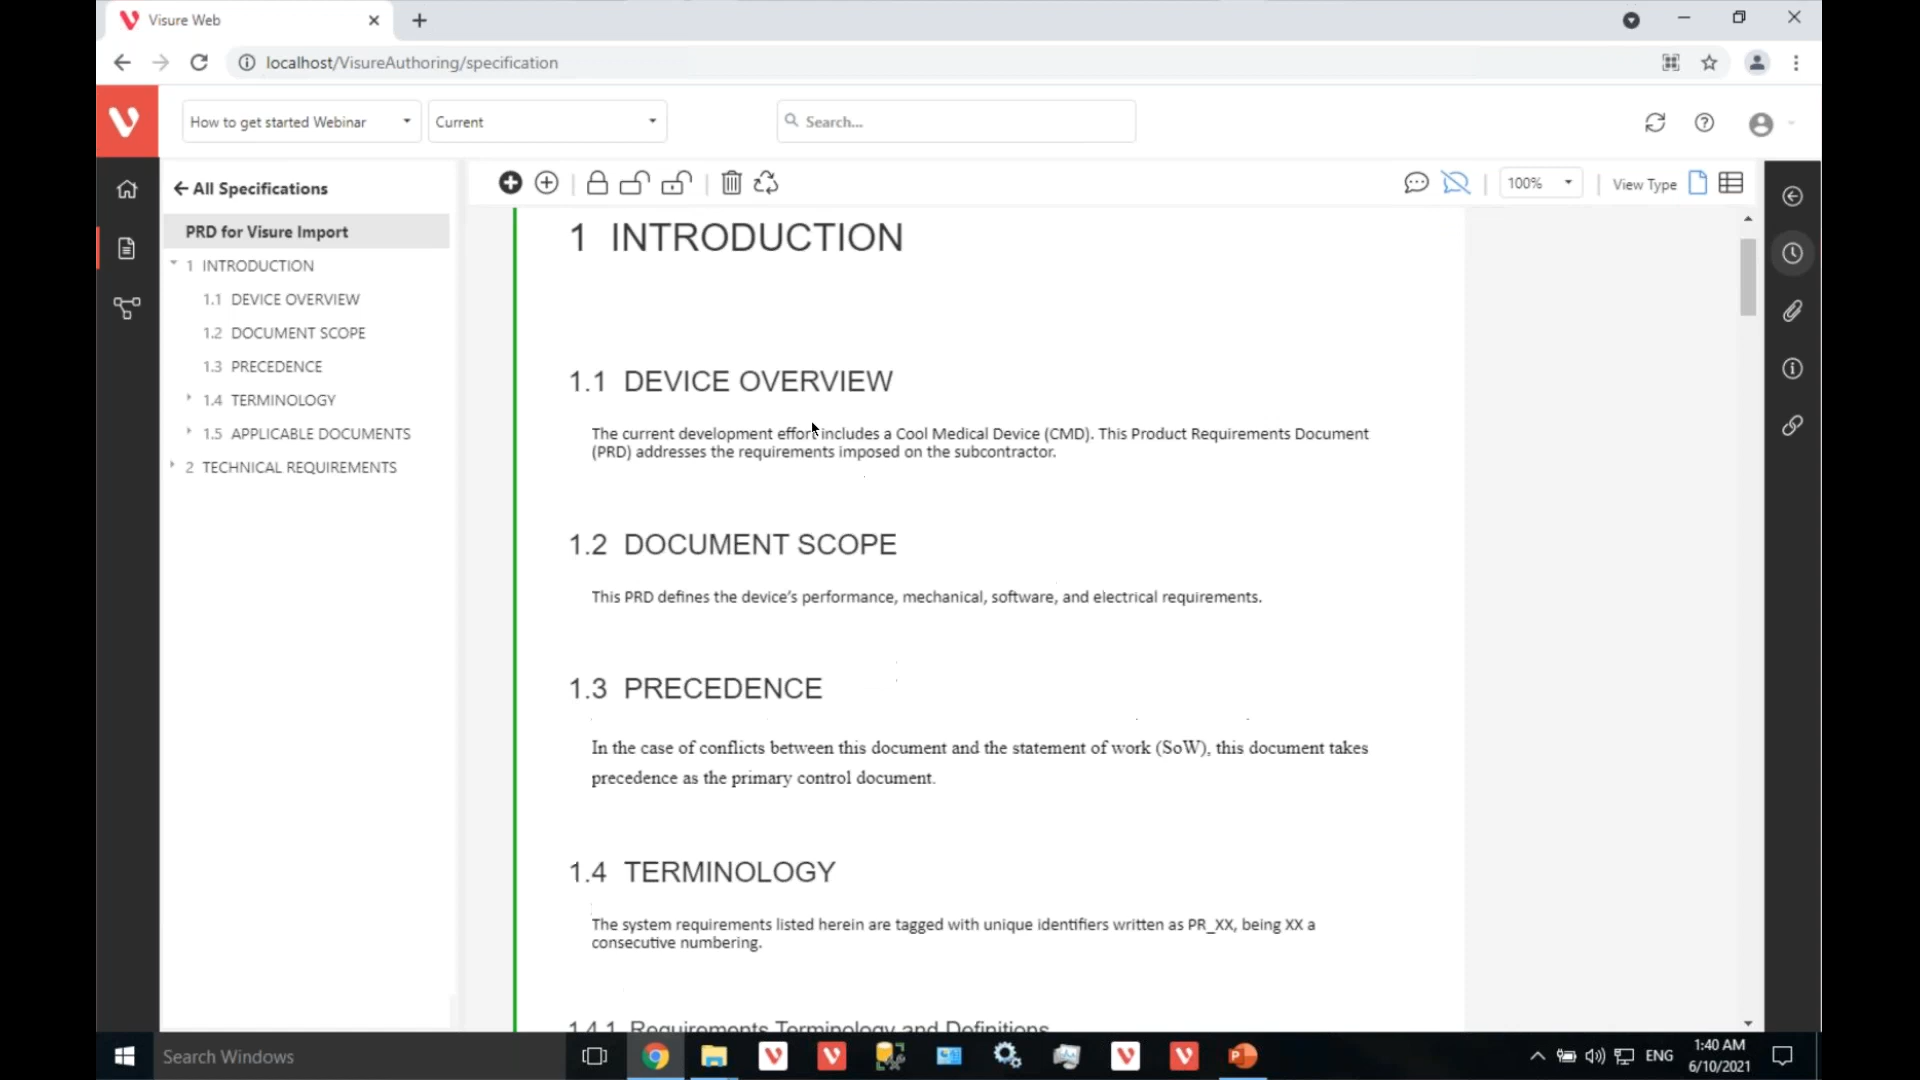 Visure Web
localhost/VisureAuthoring/specification
How to get started Webinar
Current
Search...
All Specifications
PRD for Visure Import
1 INTRODUCTION
1.1 DEVICE OVERVIEW
1.2 DOCUMENT SCOPE
1.3 PRECEDENCE
1.4 TERMINOLOGY
1.5 APPLICABLE DOCUMENTS
2 TECHNICAL REQUIREMENTS
100%
View Type
1 INTRODUCTION
1.1 DEVICE OVERVIEW
The current development effort includes a Cool Medical Device (CMD). This Product Requirements Document
(PRD) addresses the requirements imposed on the subcontractor.
1.2 DOCUMENT SCOPE
This PRD defines the device's performance, mechanical, software, and electrical requirements.
1.3 PRECEDENCE
In the case of conflicts between this document and the statement of work (SoW), this document takes
precedence as the primary control document.
1.4 TERMINOLOGY
The system requirements listed herein are tagged with unique identifiers written as PR_XX, being XX a
consecutive numbering.
1.4.1 Requirements Terminology and Definitions
Search Windows
ENG
1:40 AM
6/10/2021